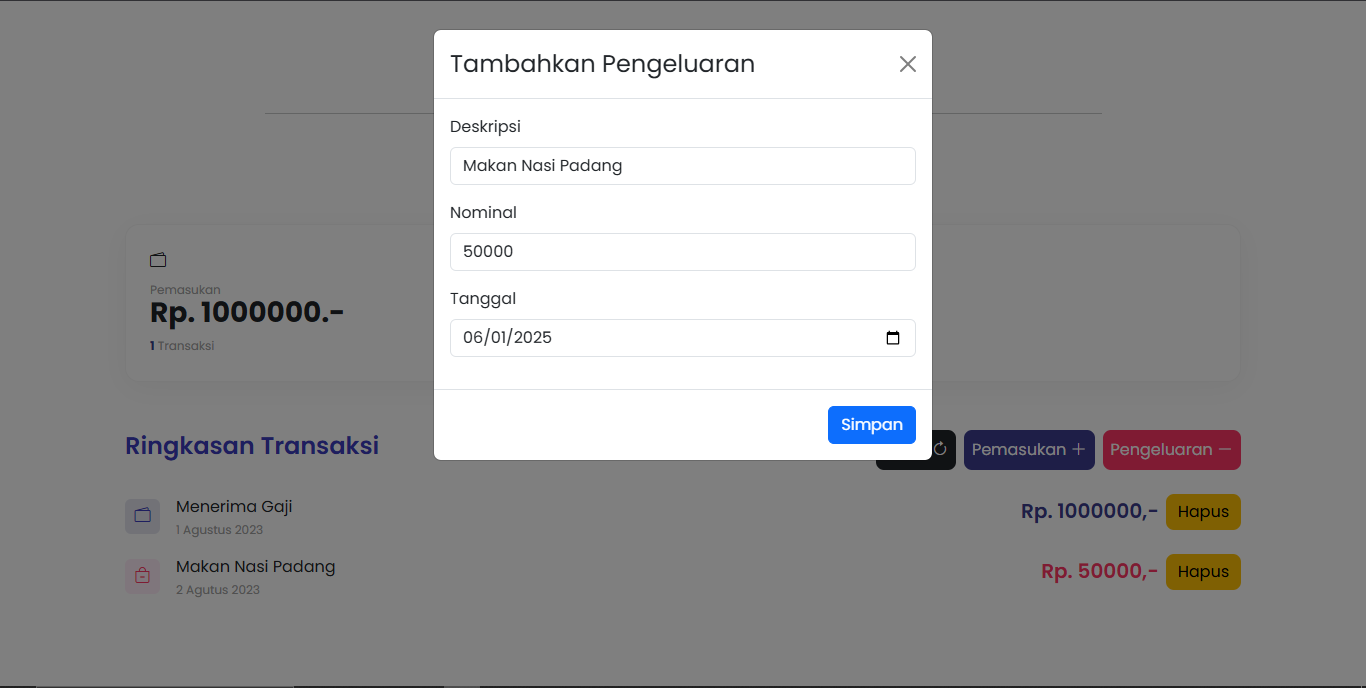 Tambahkan Pengeluaran
Deskripsi
Makan Nasi Padang
Nominal
50000
Tanggal
06/01/2025
Simpan
Pemasukan
Rp. 1000000.-
1 Transaksi
Ringkasan Transaksi
Pemasukan
Pengeluaran
Menerima Gaji
1 Agustus 2023
Rp. 1000000,-
Hapus
Makan Nasi Padang
2 Agutus 2023
Rp. 50000,-
Hapus